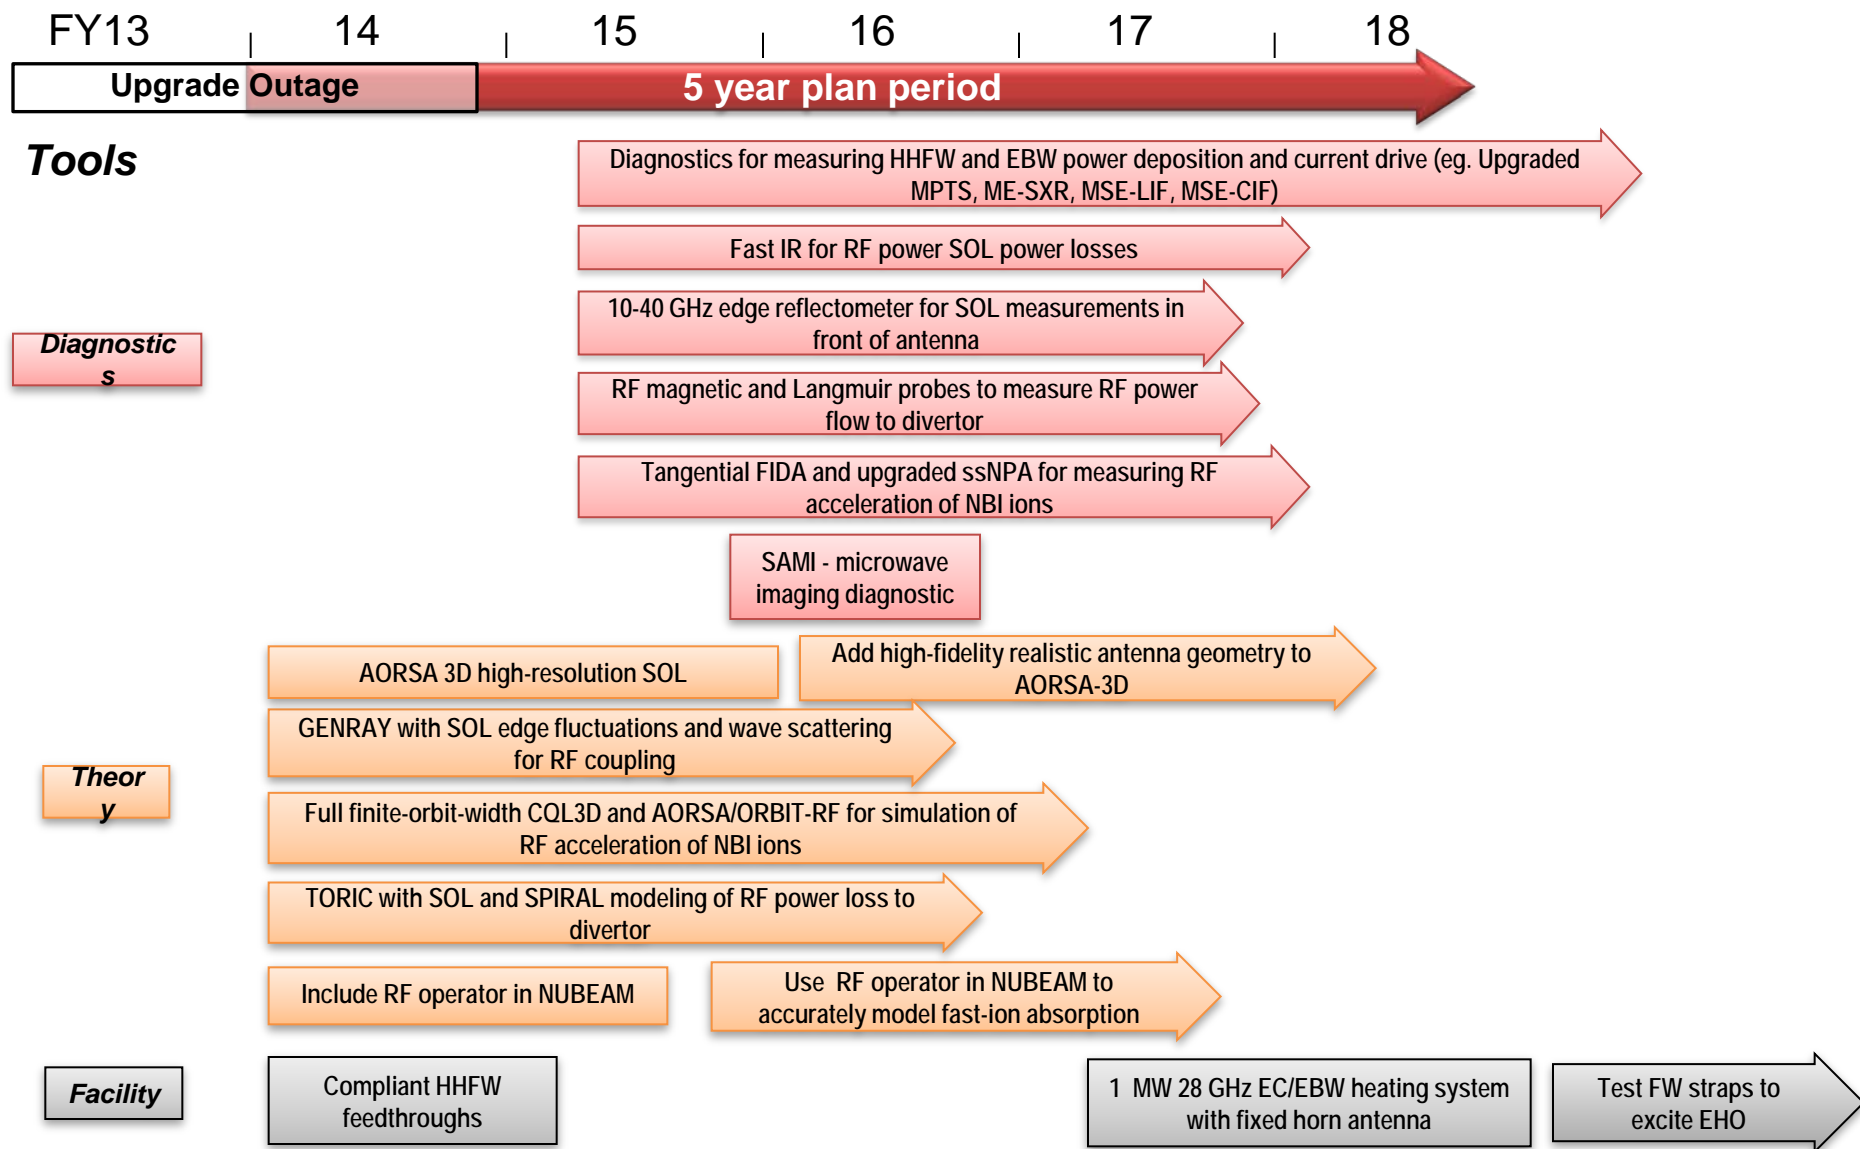 FY13 14 15 16 17 18
Upgrade Outage
5 year plan period
Tools
Diagnostics for measuring HHFW and EBW power deposition and current drive (eg. Upgraded
MPTS, ME-SXR, MSE-LIF, MSE-CIF)
Fast IR for RF power SOL power losses
10-40 GHz edge reflectometer for SOL measurements in
front of antenna
Diagnostic
s
RF magnetic and Langmuir probes to measure RF power
flow to divertor
Tangential FIDA and upgraded ssNPA for measuring RF
acceleration of NBI ions
SAMI - microwave
imaging diagnostic
AORSA 3D high-resolution SOL
Add high-fidelity realistic antenna geometry to
AORSA-3D
GENRAY with SOL edge fluctuations and wave scattering
for RF coupling
Theor
y
Full finite-orbit-width CQL3D and AORSA/ORBIT-RF for simulation of
RF acceleration of NBI ions
TORIC with SOL and SPIRAL modeling of RF power loss to
divertor
Include RF operator in NUBEAM
Use RF operator in NUBEAM to
accurately model fast-ion absorption
Facility
Compliant HHFW
feedthroughs
1 MW 28 GHz EC/EBW heating system
with fixed horn antenna
Test FW straps to
excite EHO